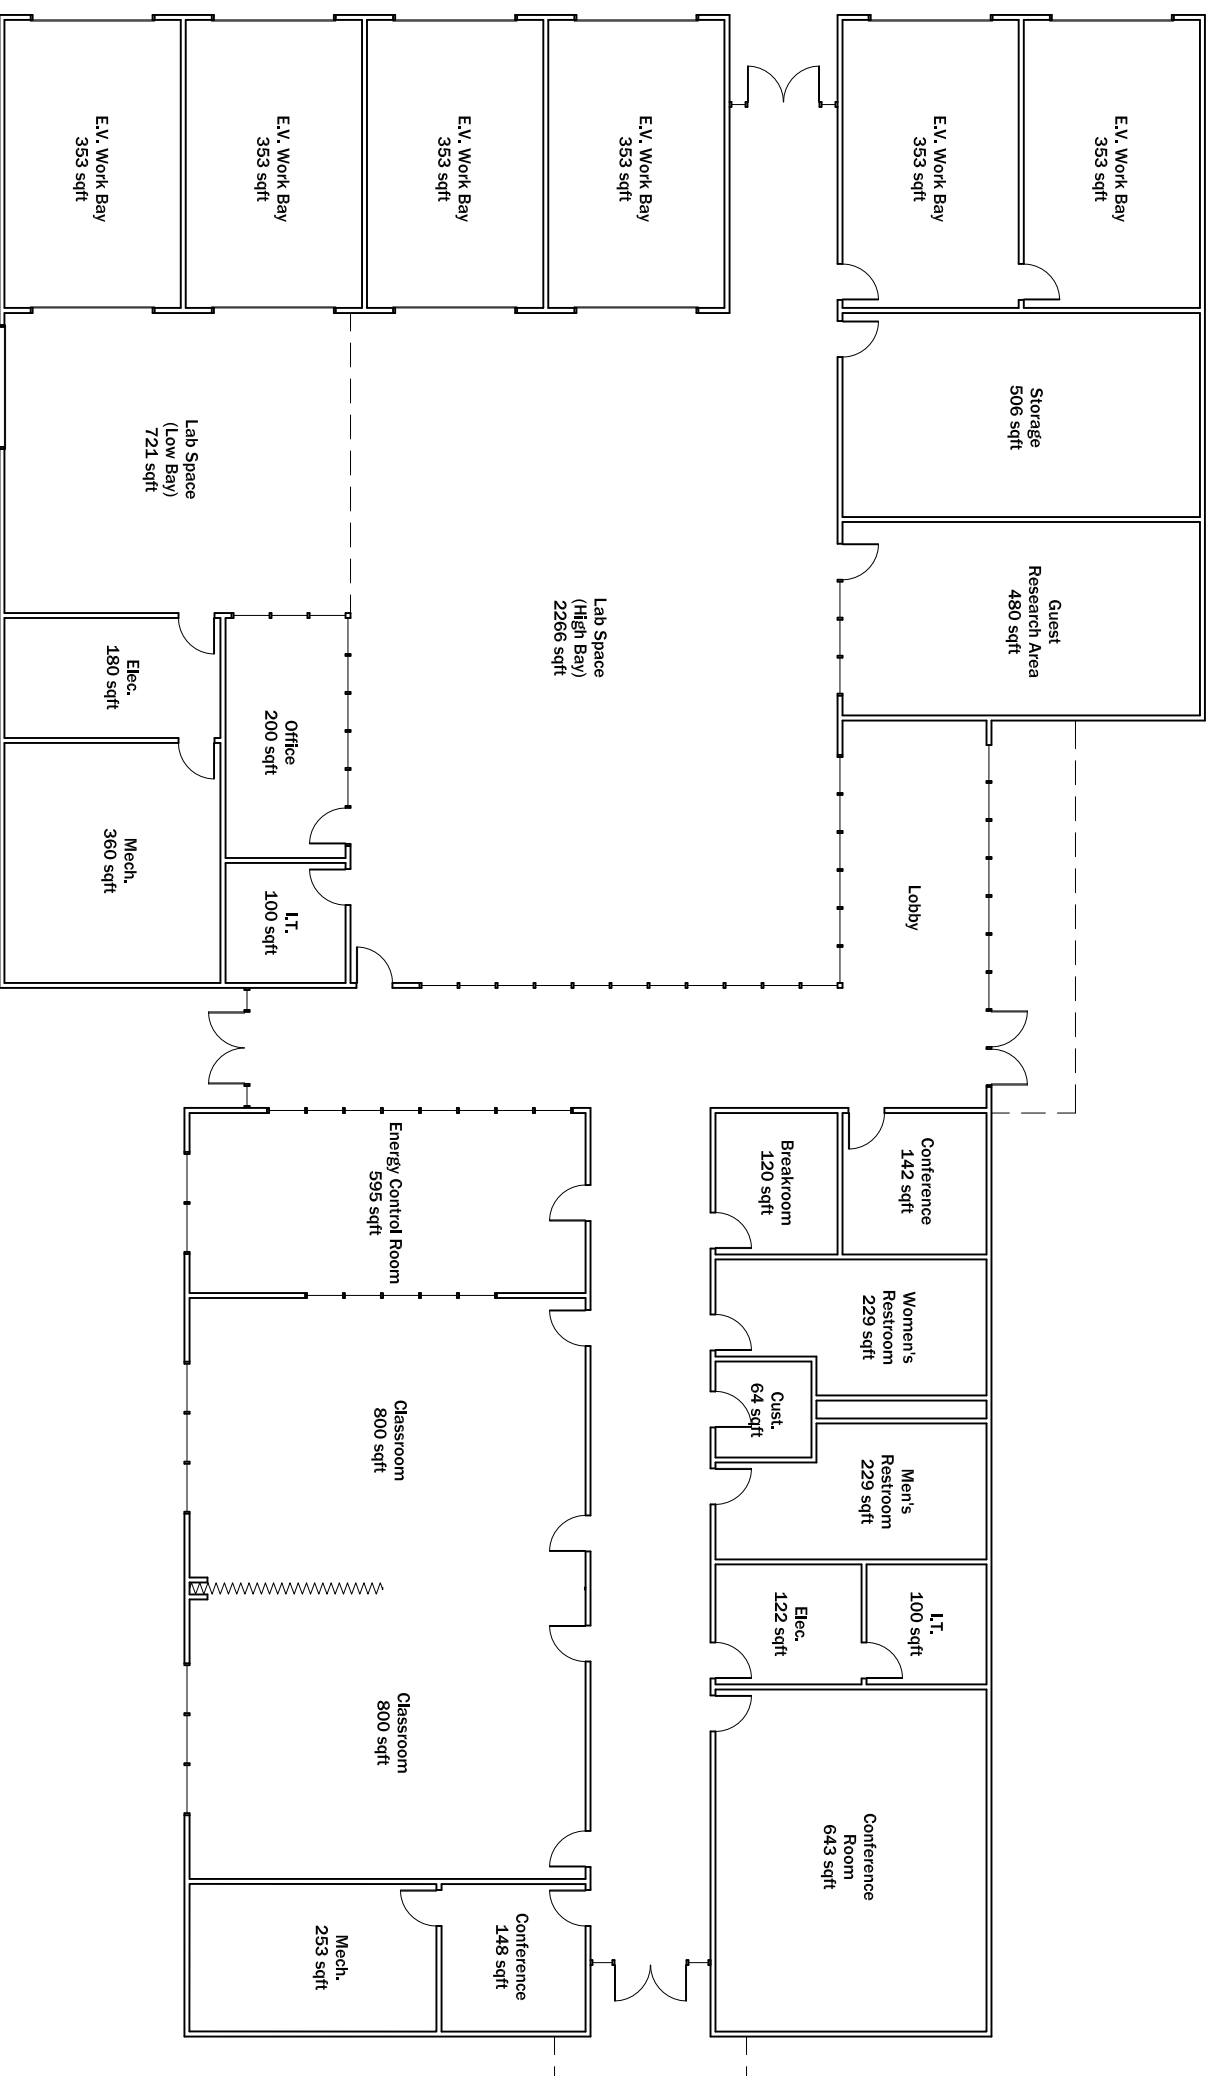 E.V. Work Bay
353 sqft
E.V. Work Bay
353 sqft
E.V. Work Bay
353 sqft
E.V. Work Bay
353 sqft
E.V. Work Bay
353 sqft
E.V. Work Bay
353 sqft
Storage
506 sqft
Lab Space
(Low Bay)
721 sqft
Guest
Research Area
480 sqft
Lab Space
(High Bay)
2266 sqft
Elec.
180 sqft
Office
200 sqft
Mech.
360 sqft
I.T.
100 sqft
Lobby
Energy Control Room
595 sqft
Breakroom
120 sqft
Conference
142 sqft
Women's
Restroom
229 sqft
Cust.
64 sqft
Classroom
800 sqft
Men's
Restroom
229 sqft
Elec.
122 sqft
I.T.
100 sqft
Classroom
800 sqft
Conference
Room
643 sqft
Mech.
253 sqft
Conference
148 sqft